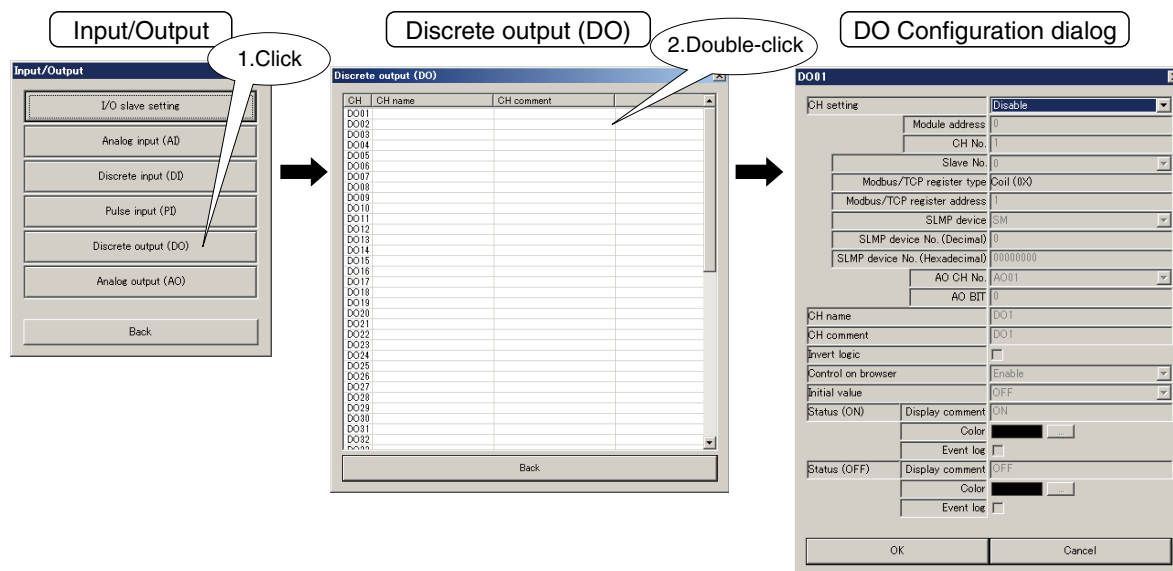 Input/Output
Discrete output (DO)
DO Configuration dialog
1.Click
2.Double-click
Input/Output
I/O slave setting
Analog input (AI)
Discrete input (DI)
Pulse input (PI)
Discrete output (DO)
Analog output (AO)
Back
Discrete output (DO)
CH CH name CH comment
DO01
DO02
DO03
DO04
DO05
DO06
DO07
DO08
DO09
DO10
DO11
DO12
DO13
DO14
DO15
DO16
DO17
DO18
DO19
DO20
DO21
DO22
DO23
DO24
DO25
DO26
DO27
DO28
DO29
DO30
DO31
DO32
Back
DO01
CH setting Disable
Module address 0
CH No. 1
Slave No. 0
Modbus/TCP register type Coil (0X)
Modbus/TCP register address 1
SLMP device SM
SLMP device No. (Decimal) 0
SLMP device No. (Hexadecimal) 00000000
AO CH No. AO01
AO BIT 0
CH name DO1
CH comment DO1
Invert logic
Control on browser Enable
Initial value OFF
Status (ON) Display comment ON
Color ...
Event log
Status (OFF) Display comment OFF
Color ...
Event log
OK Cancel